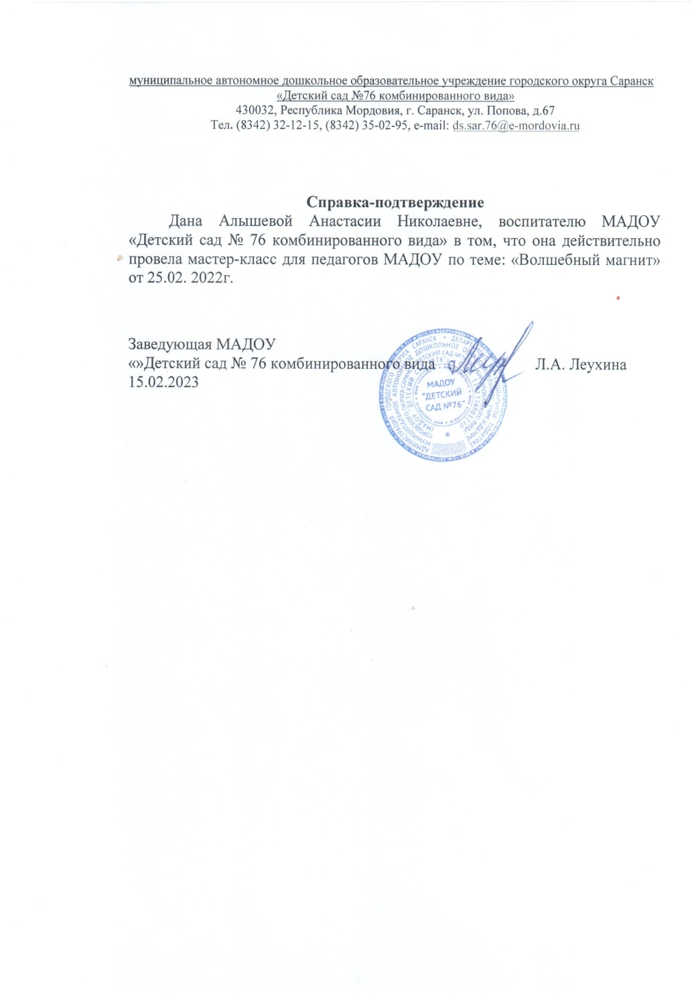 муниципальное автономное дошкольное образовательное учреждение городского округа Саранск
«Детский сад №76 комбинированного вида»
430032, Республика Мордовия, г. Саранск, ул. Попова, д.67
Тел. (8342) 32-12-15, (8342) 35-02-95, e-mail: ds.sar.76@e-mordovia.ru
Справка-подтверждение
Дана Алышевой Анастасии Николаевне, воспитателю МАДОУ
«Детский сад № 76 комбинированного вида» в том, что она действительно
провела мастер-класс для педагогов МАДОУ по теме: «Волшебный магнит»
от 25.02. 2022г.
Заведующая МАДОУ
«»Детский сад № 76 комбинированного вида Л.А. Леухина
15.02.2023
МАДОУ
"ДЕТСКИЙ
САД №76"